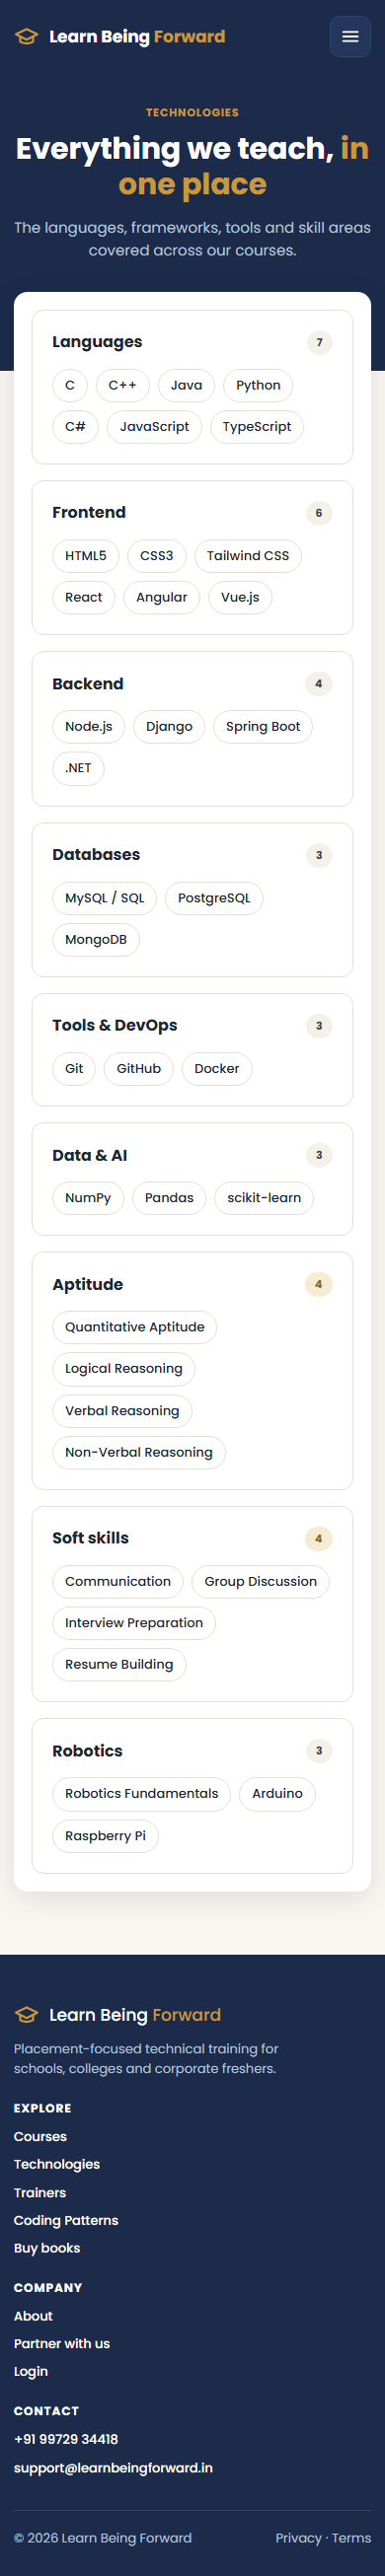 Learn Being Forward
TECHNOLOGIES
Everything we teach, in
one place
The languages, frameworks, tools and skill areas
covered across our courses.
Languages 7
C C++ Java Python
C# JavaScript TypeScript
Frontend 6
HTML5 CSS3 Tailwind CSS
React Angular Vue.js
Backend 4
Node.js Django Spring Boot
.NET
Databases 3
MySQL / SQL PostgreSQL
MongoDB
Tools & DevOps 3
Git GitHub Docker
Data & AI 3
NumPy Pandas scikit-learn
Aptitude 4
Quantitative Aptitude
Logical Reasoning
Verbal Reasoning
Non-Verbal Reasoning
Soft skills 4
Communication Group Discussion
Interview Preparation
Resume Building
Robotics 3
Robotics Fundamentals Arduino
Raspberry Pi
Learn Being Forward
Placement-focused technical training for
schools, colleges and corporate freshers.
EXPLORE
Courses
Technologies
Trainers
Coding Patterns
Buy books
COMPANY
About
Partner with us
Login
CONTACT
+91 99729 34418
support@learnbeingforward.in
© 2026 Learn Being Forward Privacy · Terms